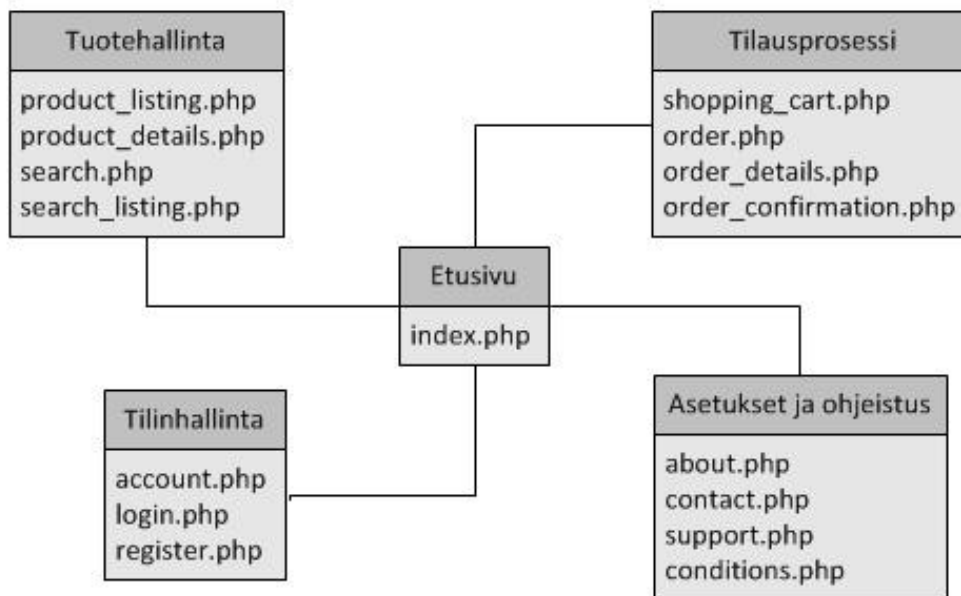 Tuotehallinta
product_listing.php
product_details.php
search.php
search_listing.php
Tilausprosessi
shopping_cart.php
order.php
order_details.php
order_confirmation.php
Etusivu
index.php
Tilinhallinta
account.php
login.php
register.php
Asetukset ja ohjeistus
about.php
contact.php
support.php
conditions.php